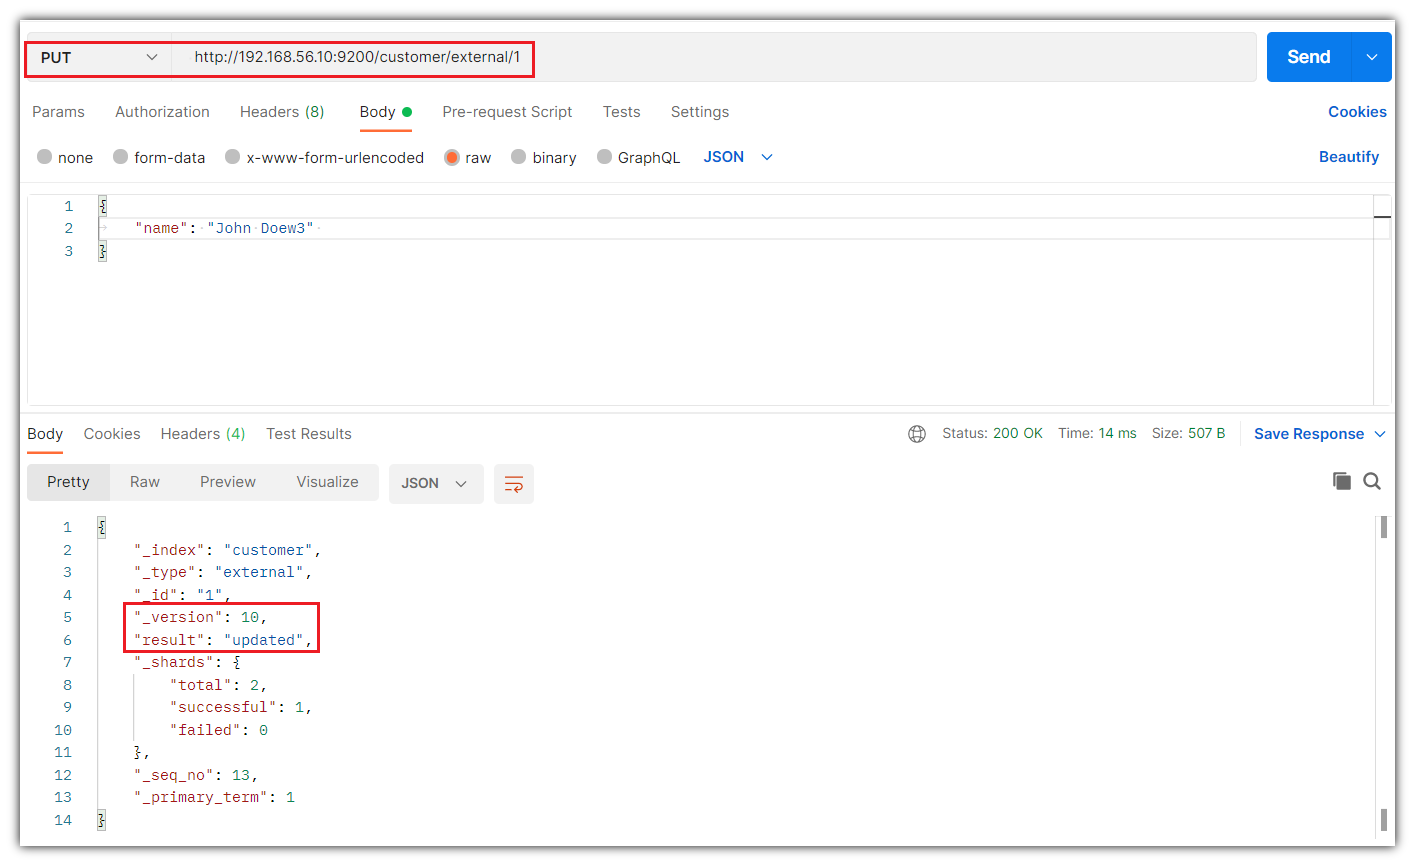 PUT http://192.168.56.10:9200/customer/external/1 Send
Params Authorization Headers (8) Body Pre-request Script Tests Settings Cookies
none form-data x-www-form-urlencoded raw binary GraphQL JSON Beautify
1 {
2 "name": "John Doew3"
3 }
Body Cookies Headers (4) Test Results Status: 200 OK Time: 14 ms Size: 507 B Save Response
Pretty Raw Preview Visualize JSON
1 {
2 "_index": "customer",
3 "_type": "external",
4 "_id": "1",
5 "_version": 10,
6 "result": "updated",
7 "_shards": {
8 "total": 2,
9 "successful": 1,
10 "failed": 0
11 },
12 "_seq_no": 13,
13 "_primary_term": 1
14 }